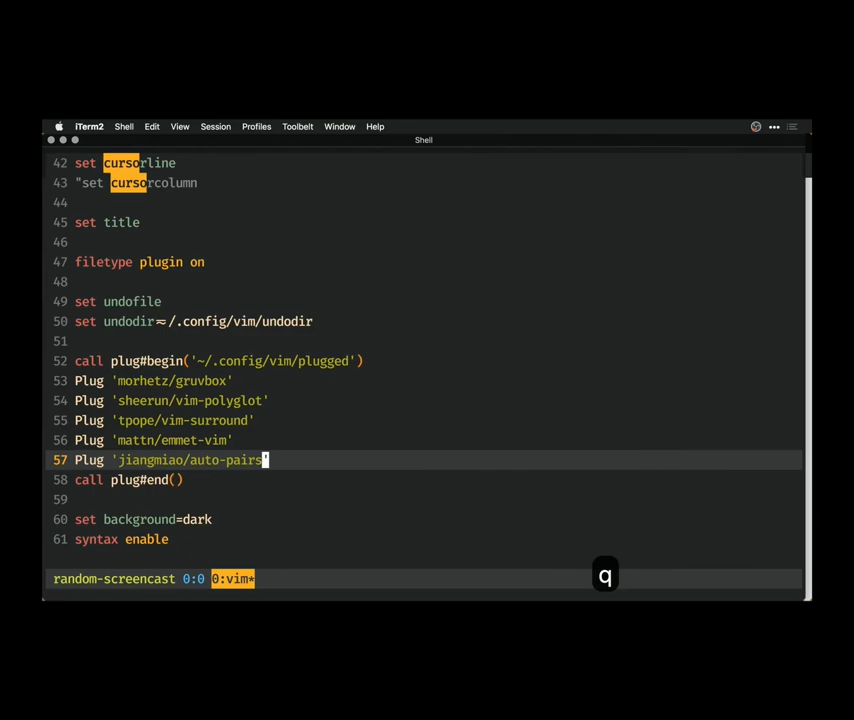 iTerm2 Shell Edit View Session Profiles Toolbelt Window Help
Shell
42 set cursorline
43 "set cursorcolumn
44
45 set title
46
47 filetype plugin on
48
49 set undofile
50 set undodir=~/.config/vim/undodir
51
52 call plug#begin('~/.config/vim/plugged')
53 Plug 'morhetz/gruvbox'
54 Plug 'sheerun/vim-polyglot'
55 Plug 'tpope/vim-surround'
56 Plug 'mattn/emmet-vim'
57 Plug 'jiangmiao/auto-pairs'
58 call plug#end()
59
60 set background=dark
61 syntax enable
random-screencast 0:0 0:vim*
q